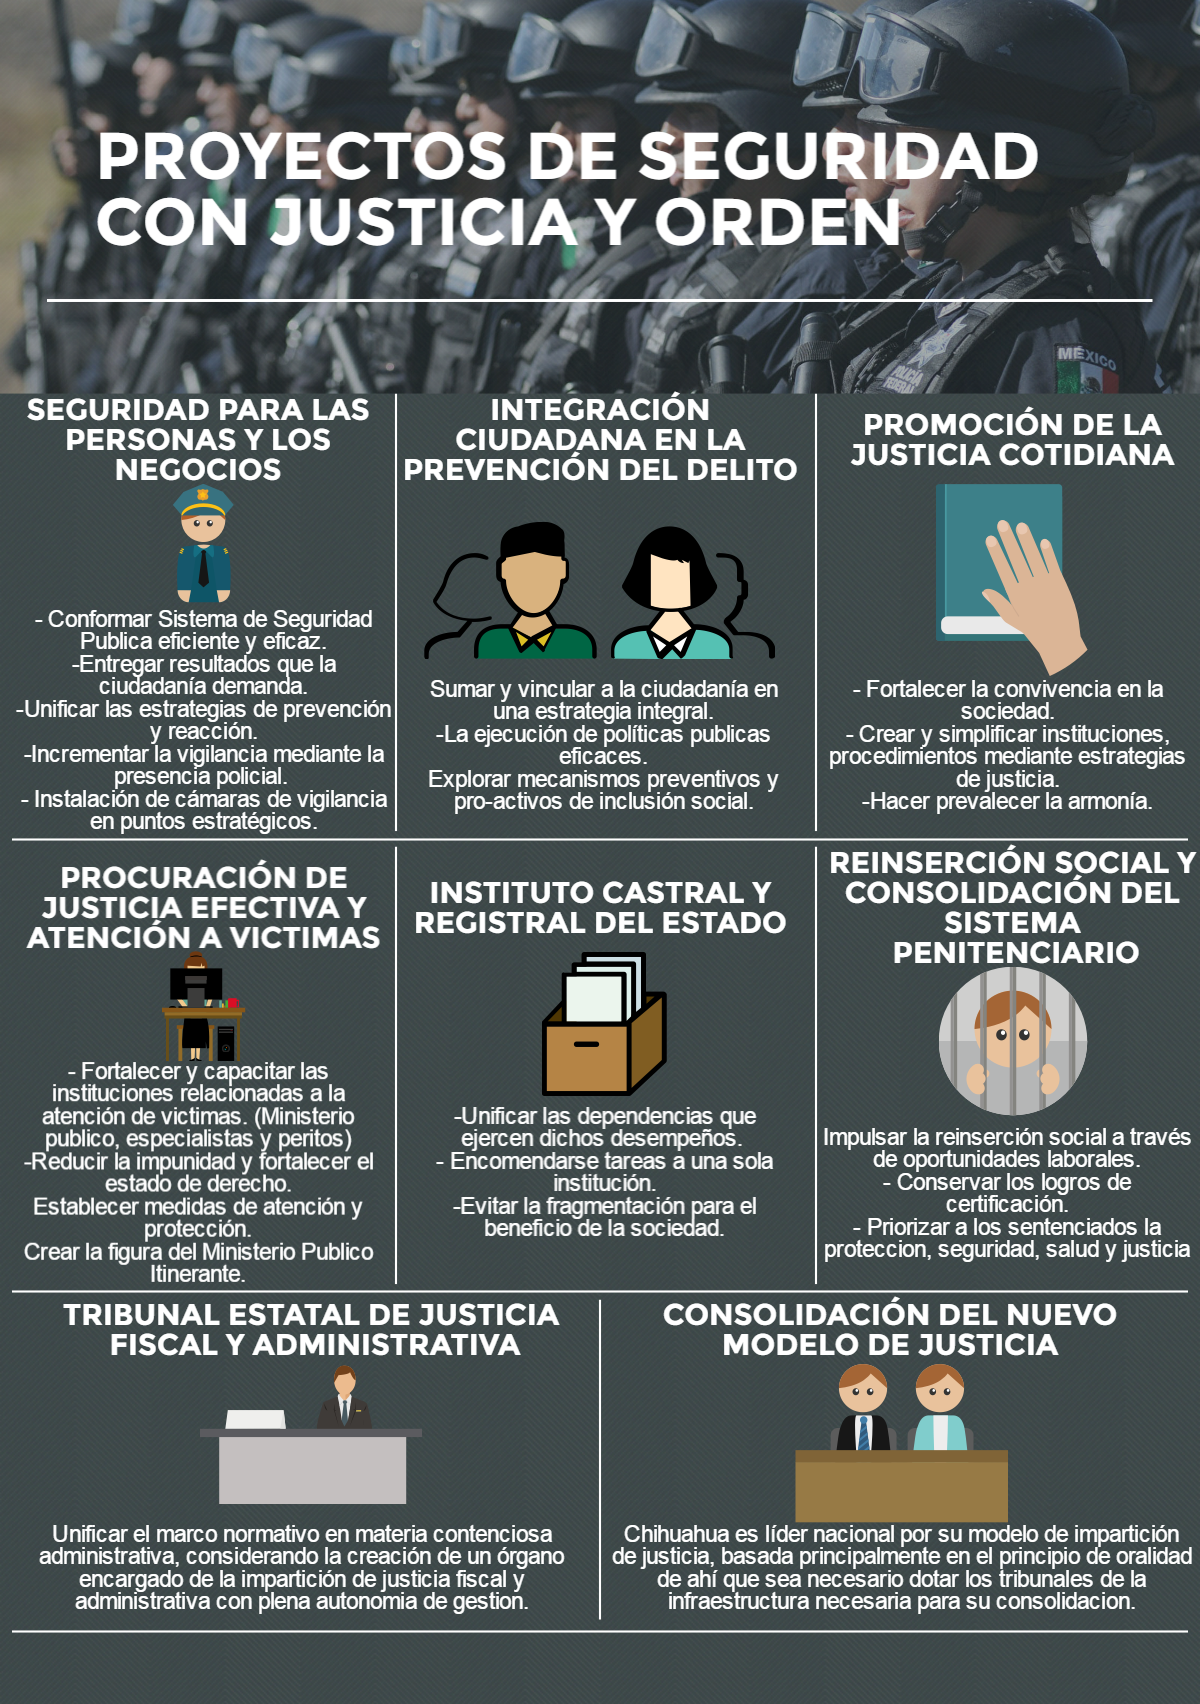 PROYECTOS DE SEGURIDAD
CON JUSTICIA Y ORDEN
MÉXICO
POLICÍA
FEDERAL
SEGURIDAD PARA LAS
PERSONAS Y LOS
NEGOCIOS
- Conformar Sistema de Seguridad
Publica eficiente y eficaz.
-Entregar resultados que la
ciudadanía demanda.
-Unificar las estrategias de prevención
y reacción.
-Incrementar la vigilancia mediante la
presencia policial.
- Instalación de cámaras de vigilancia
en puntos estratégicos.
INTEGRACIÓN
CIUDADANA EN LA
PREVENCIÓN DEL DELITO
Sumar y vincular a la ciudadanía en
una estrategia integral.
-La ejecución de políticas publicas
eficaces.
Explorar mecanismos preventivos y
pro-activos de inclusión social.
PROMOCIÓN DE LA
JUSTICIA COTIDIANA
- Fortalecer la convivencia en la
sociedad.
- Crear y simplificar instituciones,
procedimientos mediante estrategias
de justicia.
-Hacer prevalecer la armonía.
PROCURACIÓN DE
JUSTICIA EFECTIVA Y
ATENCIÓN A VICTIMAS
- Fortalecer y capacitar las
instituciones relacionadas a la
atención de victimas. (Ministerio
publico, especialistas y peritos)
-Reducir la impunidad y fortalecer el
estado de derecho.
Establecer medidas de atención y
protección.
Crear la figura del Ministerio Publico
Itinerante.
INSTITUTO CASTRAL Y
REGISTRAL DEL ESTADO
-Unificar las dependencias que
ejercen dichos desempeños.
- Encomendarse tareas a una sola
institución.
-Evitar la fragmentación para el
beneficio de la sociedad.
REINSERCIÓN SOCIAL Y
CONSOLIDACIÓN DEL
SISTEMA
PENITENCIARIO
Impulsar la reinserción social a través
de oportunidades laborales.
- Conservar los logros de
certificación.
- Priorizar a los sentenciados la
proteccion, seguridad, salud y justicia
TRIBUNAL ESTATAL DE JUSTICIA
FISCAL Y ADMINISTRATIVA
Unificar el marco normativo en materia contenciosa
administrativa, considerando la creación de un órgano
encargado de la impartición de justicia fiscal y
administrativa con plena autonomia de gestion.
CONSOLIDACIÓN DEL NUEVO
MODELO DE JUSTICIA
Chihuahua es líder nacional por su modelo de impartición
de justicia, basada principalmente en el principio de oralidad
de ahí que sea necesario dotar los tribunales de la
infraestructura necesaria para su consolidacion.